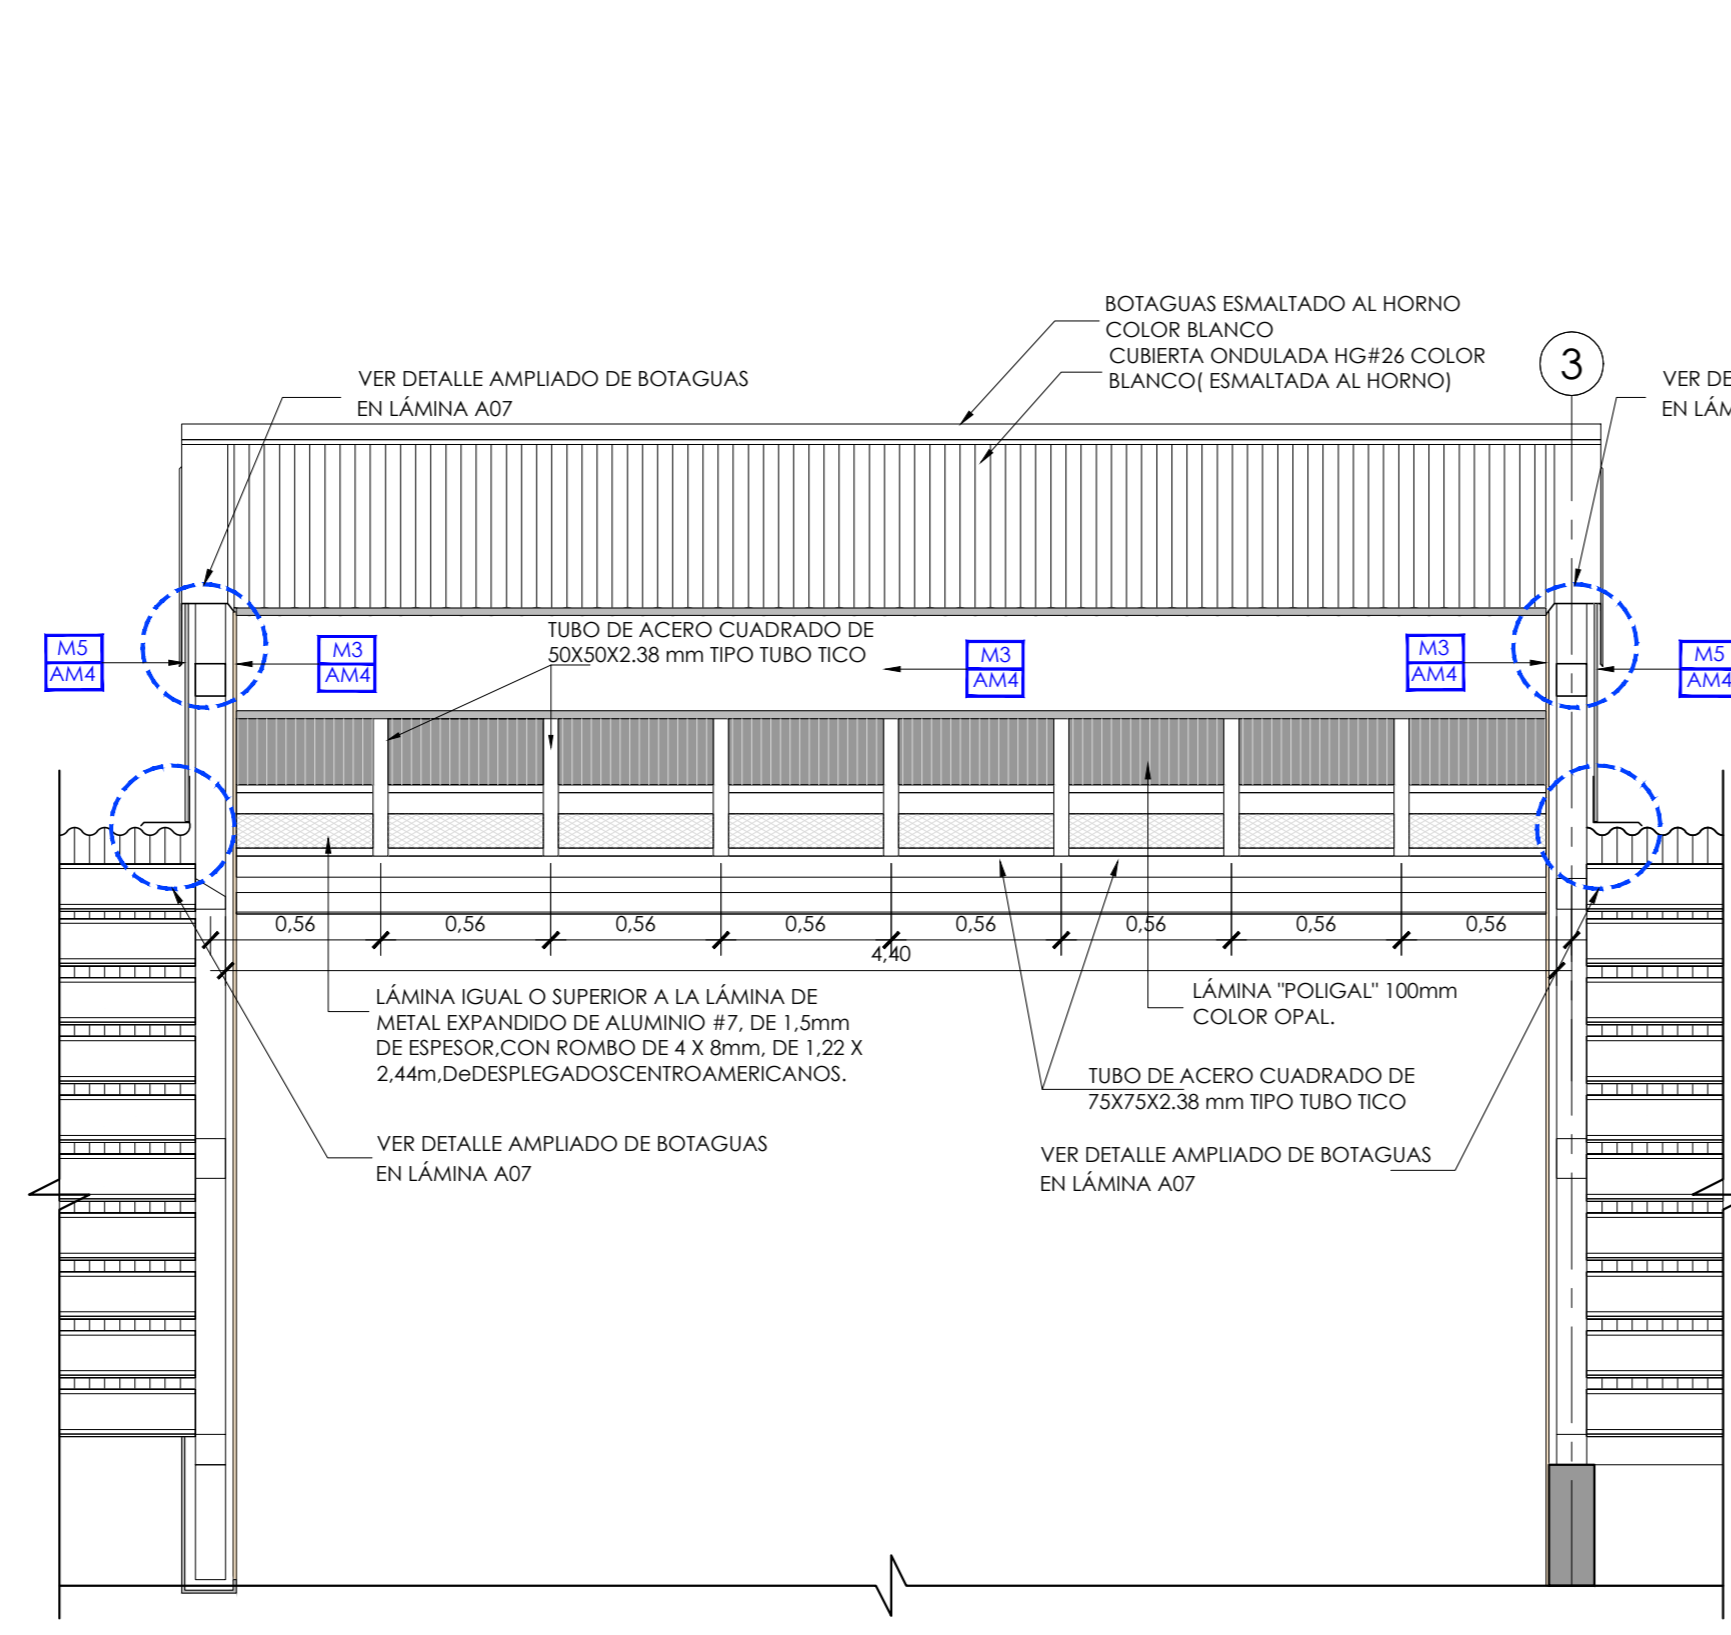 BOTAGUAS ESMALTADO AL HORNO
COLOR BLANCO
CUBIERTA ONDULADA HG#26 COLOR
BLANCO( ESMALTADA AL HORNO)
3
VER DETALLE AMPLIADO DE BOTAGUAS
EN LÁMINA A07
VER DE
EN LÁM
M5
AM4
M3
AM4
TUBO DE ACERO CUADRADO DE
50X50X2.38 mm TIPO TUBO TICO
M3
AM4
M3
AM4
M5
AM4
0,56 0,56 0,56 0,56 0,56 0,56 0,56 0,56
4,40
LÁMINA IGUAL O SUPERIOR A LA LÁMINA DE
METAL EXPANDIDO DE ALUMINIO #7, DE 1,5mm
DE ESPESOR,CON ROMBO DE 4 X 8mm, DE 1,22 X
2,44m,DeDESPLEGADOSCENTROAMERICANOS.
LÁMINA "POLIGAL" 100mm
COLOR OPAL.
TUBO DE ACERO CUADRADO DE
75X75X2.38 mm TIPO TUBO TICO
VER DETALLE AMPLIADO DE BOTAGUAS
EN LÁMINA A07
VER DETALLE AMPLIADO DE BOTAGUAS
EN LÁMINA A07